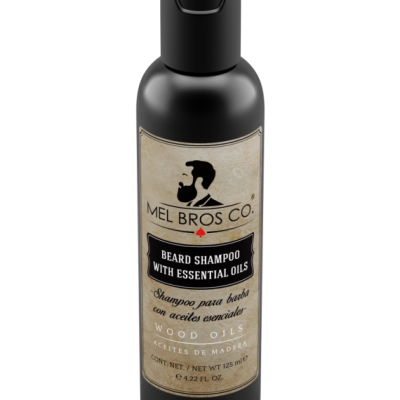 MEL BROS CO.®
BEARD SHAMPOO
WITH ESSENTIAL OILS
Shampoo para barba
con aceites esenciales
WOOD OILS
ACEITES DE MADERA
CONT. NET. / NET WT 125 ml e
e 4.22 FL. OZ.